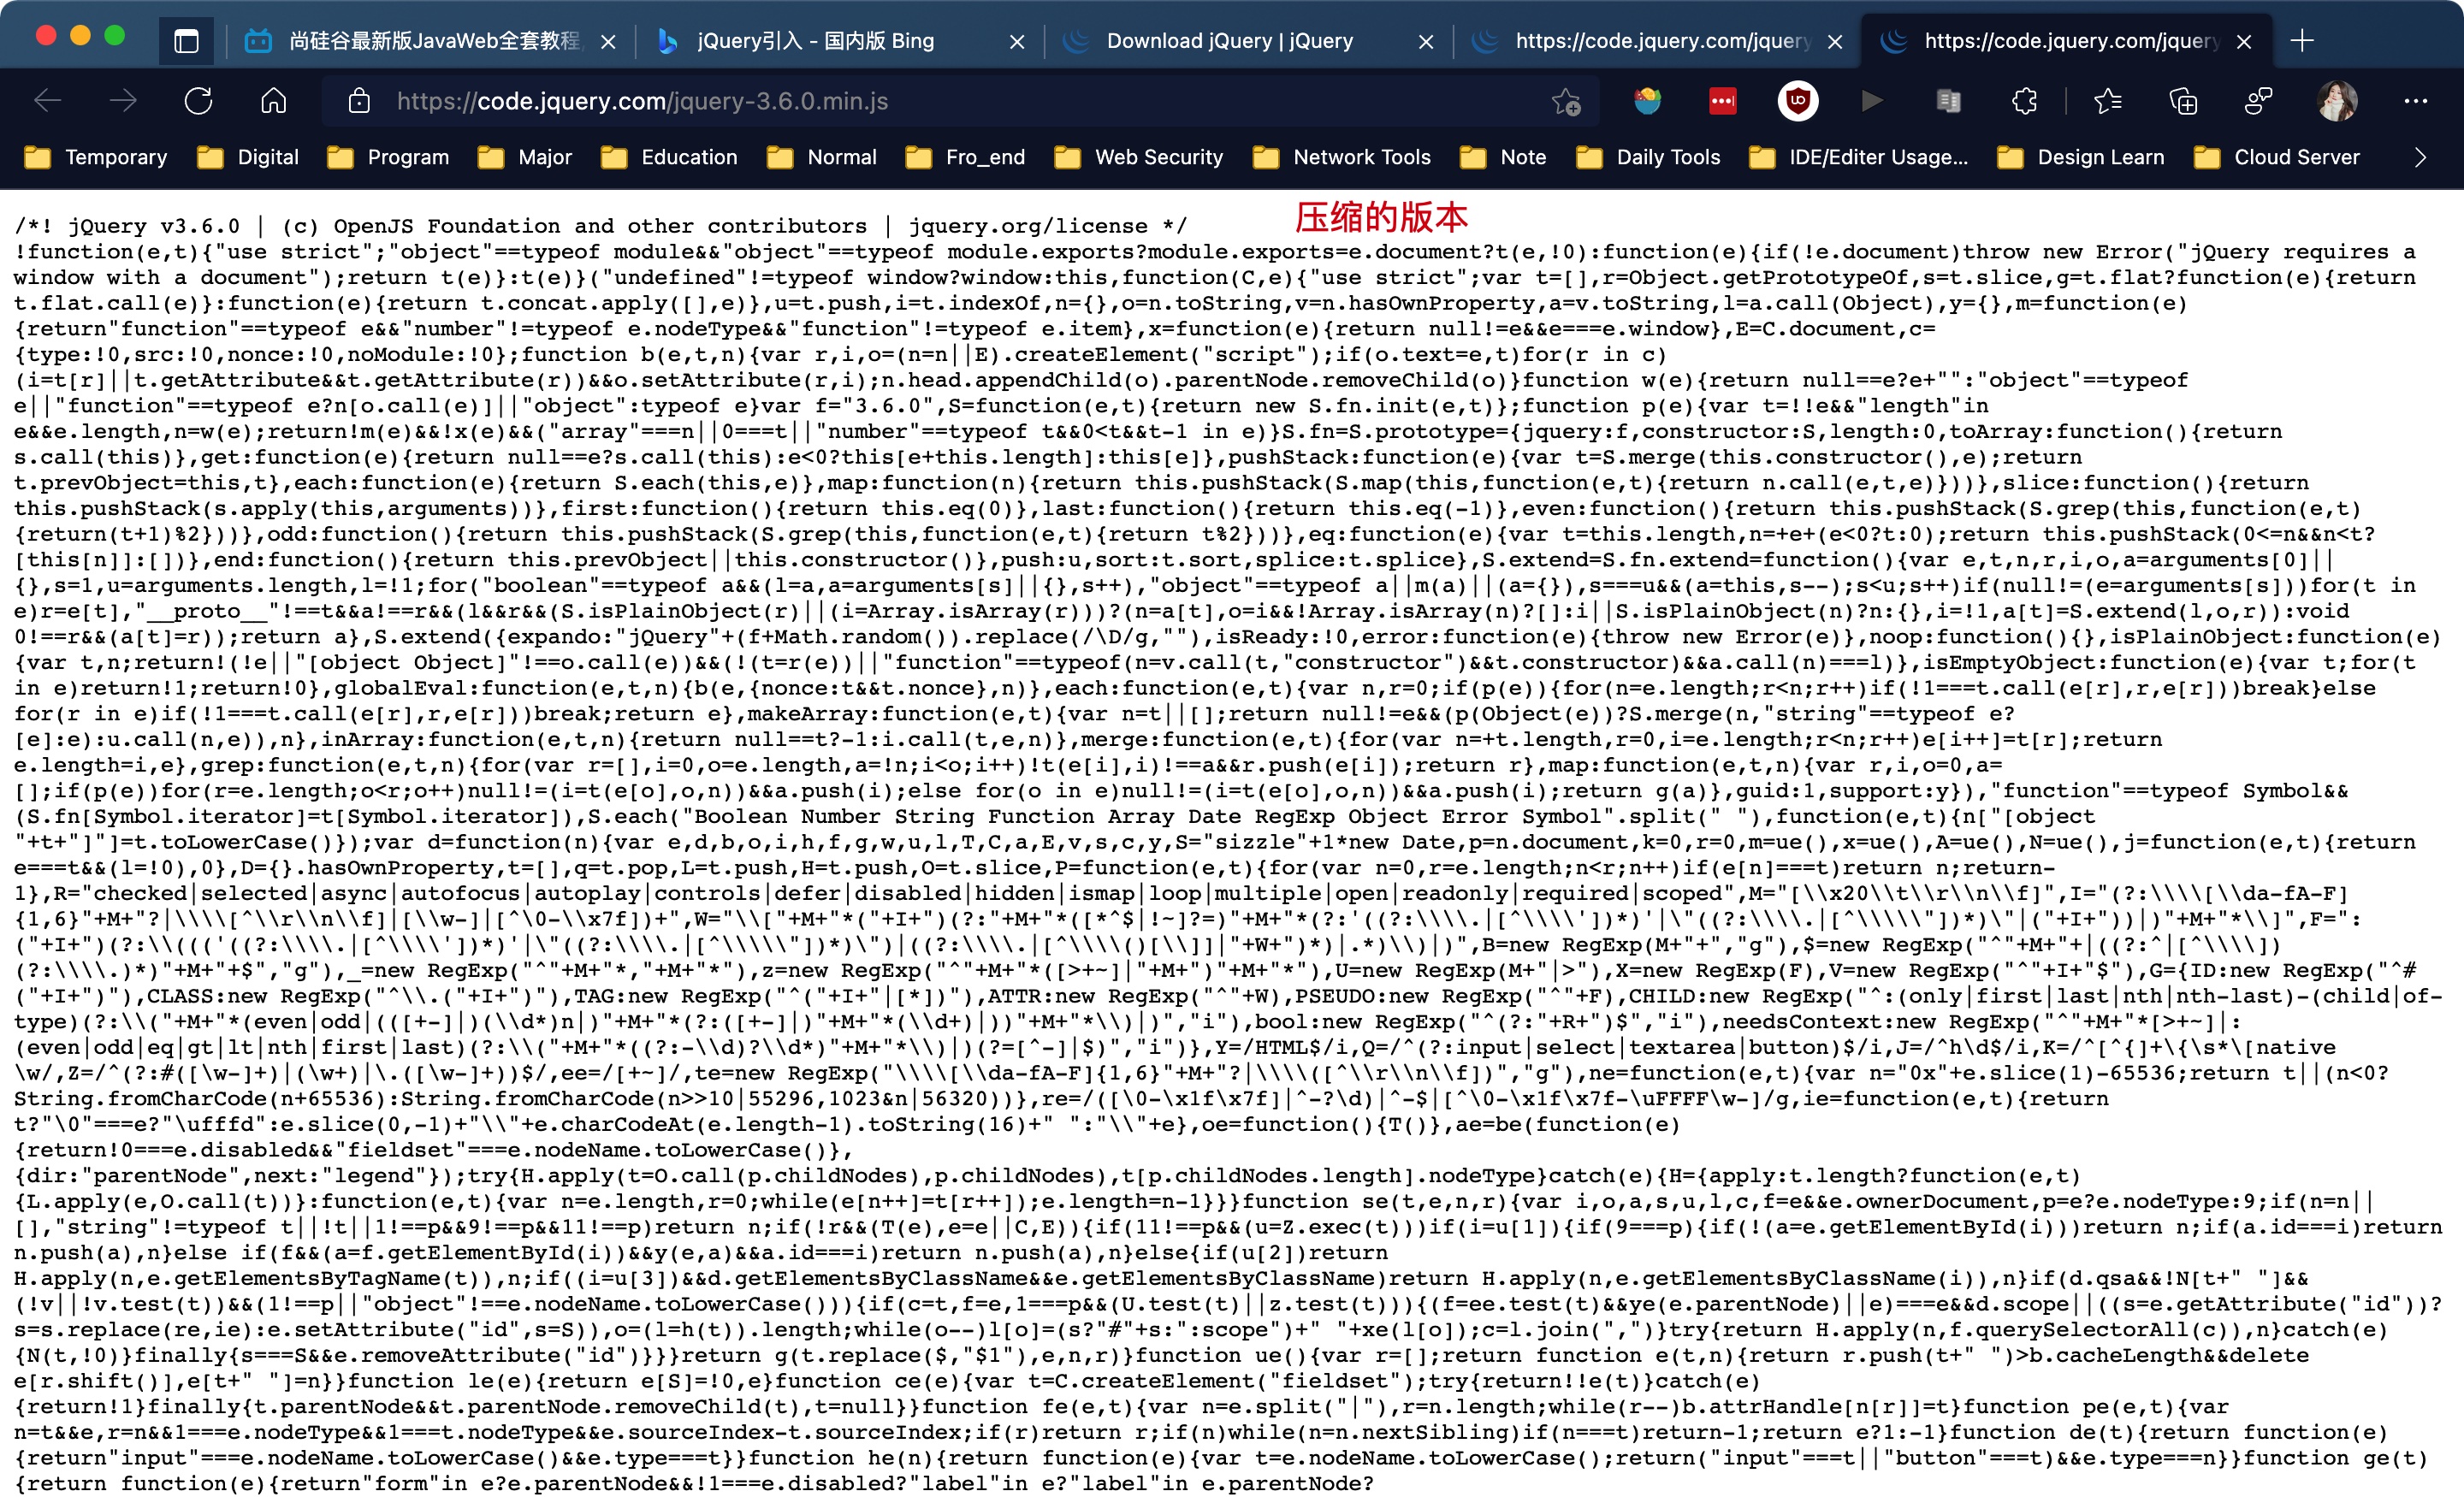 尚硅谷最新版JavaWeb全套教程,
jQuery引入 - 国内版 Bing
Download jQuery | jQuery
https://code.jquery.com/jquery
https://code.jquery.com/jquery
https://code.jquery.com/jquery-3.6.0.min.js
Temporary Digital Program Major Education Normal Fro_end Web Security Network Tools Note Daily Tools IDE/Editer Usage... Design Learn Cloud Server
压缩的版本
/*! jQuery v3.6.0 | (c) OpenJS Foundation and other contributors | jquery.org/license */
!function(e,t){"use strict";"object"==typeof module&&"object"==typeof module.exports?module.exports=e.document?t(e,!0):function(e){if(!e.document)throw new Error("jQuery requires a
window with a document");return t(e)}:t(e)}("undefined"!=typeof window?window:this,function(C,e){"use strict";var t=[],r=Object.getPrototypeOf,s=t.slice,g=t.flat?function(e){return
t.flat.call(e)}:function(e){return t.concat.apply([],e)},u=t.push,i=t.indexOf,n={},o=n.toString,v=n.hasOwnProperty,a=v.toString,l=a.call(Object),y={},m=function(e)
{return"function"==typeof e&&"number"!=typeof e.nodeType&&"function"!=typeof e.item},x=function(e){return null!=e&&e===e.window},E=C.document,c=
{type:!0,src:!0,nonce:!0,noModule:!0};function b(e,t,n){var r,i,o=(n=n||E).createElement("script");if(o.text=e,t)for(r in c)
(i=t[r]||t.getAttribute&&t.getAttribute(r))&&o.setAttribute(r,i);n.head.appendChild(o).parentNode.removeChild(o)}function w(e){return null==e?e+"":"object"==typeof
e||"function"==typeof e?n[o.call(e)]||"object":typeof e}var f="3.6.0",S=function(e,t){return new S.fn.init(e,t)};function p(e){var t=!!e&&"length"in
e&&e.length,n=w(e);return!m(e)&&!x(e)&&("array"===n||0===t||"number"==typeof t&&0<t&&t-1 in e)}S.fn=S.prototype={jquery:f,constructor:S,length:0,toArray:function(){return
s.call(this)},get:function(e){return null==e?s.call(this):e<0?this[e+this.length]:this[e]},pushStack:function(e){var t=S.merge(this.constructor(),e);return
t.prevObject=this,t},each:function(e){return S.each(this,e)},map:function(n){return this.pushStack(S.map(this,function(e,t){return n.call(e,t,e)}))},slice:function(){return
this.pushStack(s.apply(this,arguments))},first:function(){return this.eq(0)},last:function(){return this.eq(-1)},even:function(){return this.pushStack(S.grep(this,function(e,t)
{return(t+1)%2}))},odd:function(){return this.pushStack(S.grep(this,function(e,t){return t%2}))},eq:function(e){var t=this.length,n=+e+(e<0?t:0);return this.pushStack(0<=n&&n<t?
[this[n]]:[])},end:function(){return this.prevObject||this.constructor()},push:u,sort:t.sort,splice:t.splice},S.extend=S.fn.extend=function(){var e,t,n,r,i,o,a=arguments[0]||
{},s=1,u=arguments.length,l=!1;for("boolean"==typeof a&&(l=a,a=arguments[s]||{},s++),"object"==typeof a||m(a)||(a={}),s===u&&(a=this,s--);s<u;s++)if(null!=(e=arguments[s]))for(t in
e)r=e[t],"__proto__"!==t&&a!==r&&(l&&r&&(S.isPlainObject(r)||(i=Array.isArray(r)))?(n=a[t],o=i&&!Array.isArray(n)?[]:i||S.isPlainObject(n)?n:{},i=!1,a[t]=S.extend(l,o,r)):void
0!==r&&(a[t]=r));return a},S.extend({expando:"jQuery"+(f+Math.random()).replace(/\D/g,""),isReady:!0,error:function(e){throw new Error(e)},noop:function(){},isPlainObject:function(e)
{var t,n;return!(!e||"[object Object]"!==o.call(e))&&(!(t=r(e))||"function"==typeof(n=v.call(t,"constructor")&&t.constructor)&&a.call(n)===l)},isEmptyObject:function(e){var t;for(t
in e)return!1;return!0},globalEval:function(e,t,n){b(e,{nonce:t&&t.nonce},n)},each:function(e,t){var n,r=0;if(p(e)){for(n=e.length;r<n;r++)if(!1===t.call(e[r],r,e[r]))break}else
for(r in e)if(!1===t.call(e[r],r,e[r]))break;return e},makeArray:function(e,t){var n=t||[];return null!=e&&(p(Object(e))?S.merge(n,"string"==typeof e?
[e]:e):u.call(n,e)),n},inArray:function(e,t,n){return null==t?-1:i.call(t,e,n)},merge:function(e,t){for(var n=+t.length,r=0,i=e.length;r<n;r++)e[i++]=t[r];return
e.length=i,e},grep:function(e,t,n){for(var r=[],i=0,o=e.length,a=!n;i<o;i++)!t(e[i],i)!==a&&r.push(e[i]);return r},map:function(e,t,n){var r,i,o=0,a=
[];if(p(e))for(r=e.length;o<r;o++)null!=(i=t(e[o],o,n))&&a.push(i);else for(o in e)null!=(i=t(e[o],o,n))&&a.push(i);return g(a)},guid:1,support:y}),"function"==typeof Symbol&&
(S.fn[Symbol.iterator]=t[Symbol.iterator]),S.each("Boolean Number String Function Array Date RegExp Object Error Symbol".split(" "),function(e,t){n["[object
"+t+"]"]=t.toLowerCase()});var d=function(n){var e,d,b,o,i,h,f,g,w,u,l,T,C,a,E,v,s,c,y,S="sizzle"+1*new Date,p=n.document,k=0,r=0,m=ue(),x=ue(),A=ue(),N=ue(),j=function(e,t){return
e===t&&(l=!0),0},D={}.hasOwnProperty,t=[],q=t.pop,L=t.push,H=t.push,O=t.slice,P=function(e,t){for(var n=0,r=e.length;n<r;n++)if(e[n]===t)return n;return-
1},R="checked|selected|async|autofocus|autoplay|controls|defer|disabled|hidden|ismap|loop|multiple|open|readonly|required|scoped",M="[\\x20\\t\\r\\n\\f]",I="(?:\\\\[\\da-fA-F]
{1,6}"+M+"?|\\\\[^\\r\\n\\f]|[\\w-]|[^\0-\\x7f])+",W="\\["+M+"*("+I+")(?:"+M+"*([*^$|!~]?=)"+M+"*(?:'((?:\\\\.|[^\\\\'])*)'|\"((?:\\\\.|[^\\\\\"])*)\"|("+I+"))|)"+M+"*\\]",F=":
("+I+")(?:\\((('((?:\\\\.|[^\\\\'])*)'|\"((?:\\\\.|[^\\\\\"])*)\")|((?:\\\\.|[^\\\\()[\\]]|"+W+")*)|.*)\\)|)",B=new RegExp(M+"+","g"),$=new RegExp("^"+M+"+|((?:^|[^\\\\])
(?:\\\\.)*)"+M+"+$","g"),_=new RegExp("^"+M+"*,"+M+"*"),z=new RegExp("^"+M+"*([>+~]|"+M+")"+M+"*"),U=new RegExp(M+"|>"),X=new RegExp(F),V=new RegExp("^"+I+"$"),G={ID:new RegExp("^#
("+I+")"),CLASS:new RegExp("^\\.("+I+")"),TAG:new RegExp("^("+I+"|[*])"),ATTR:new RegExp("^"+W),PSEUDO:new RegExp("^"+F),CHILD:new RegExp("^:(only|first|last|nth|nth-last)-(child|of-
type)(?:\\("+M+"*(even|odd|(([+-]|)(\\d*)n|)"+M+"*(?:([+-]|)"+M+"*(\\d+)|))"+M+"*\\)|)","i"),bool:new RegExp("^(?:"+R+")$","i"),needsContext:new RegExp("^"+M+"*[>+~]|:
(even|odd|eq|gt|lt|nth|first|last)(?:\\("+M+"*((?:-\\d)?\\d*)"+M+"*\\)|)(?=[^-]|$)","i")},Y=/HTML$/i,Q=/^(?:input|select|textarea|button)$/i,J=/^h\d$/i,K=/^[^{]+\{\s*\[native
\w/,Z=/^(?:#([\w-]+)|(\w+)|\.([\w-]+))$/,ee=/[+~]/,te=new RegExp("\\\\[\\da-fA-F]{1,6}"+M+"?|\\\\([^\\r\\n\\f])","g"),ne=function(e,t){var n="0x"+e.slice(1)-65536;return t||(n<0?
String.fromCharCode(n+65536):String.fromCharCode(n>>10|55296,1023&n|56320))},re=/([\0-\x1f\x7f]|^-?\d)|^-$|[^\0-\x1f\x7f-\uFFFF\w-]/g,ie=function(e,t){return
t?"\0"===e?"\ufffd":e.slice(0,-1)+"\\"+e.charCodeAt(e.length-1).toString(16)+" ":"\\"+e},oe=function(){T()},ae=be(function(e)
{return!0===e.disabled&&"fieldset"===e.nodeName.toLowerCase()},
{dir:"parentNode",next:"legend"});try{H.apply(t=O.call(p.childNodes),p.childNodes),t[p.childNodes.length].nodeType}catch(e){H={apply:t.length?function(e,t)
{L.apply(e,O.call(t))}:function(e,t){var n=e.length,r=0;while(e[n++]=t[r++]);e.length=n-1}}}function se(t,e,n,r){var i,o,a,s,u,l,c,f=e&&e.ownerDocument,p=e?e.nodeType:9;if(n=n||
[],"string"!=typeof t||!t||1!==p&&9!==p&&11!==p)return n;if(!r&&(T(e),e=e||C,E)){if(11!==p&&(u=Z.exec(t)))if(i=u[1]){if(9===p){if(!(a=e.getElementById(i)))return n;if(a.id===i)return
n.push(a),n}else if(f&&(a=f.getElementById(i))&&y(e,a)&&a.id===i)return n.push(a),n}else{if(u[2])return
H.apply(n,e.getElementsByTagName(t)),n;if((i=u[3])&&d.getElementsByClassName&&e.getElementsByClassName)return H.apply(n,e.getElementsByClassName(i)),n}if(d.qsa&&!N[t+" "]&&
(!v||!v.test(t))&&(1!==p||"object"!==e.nodeName.toLowerCase())){if(c=t,f=e,1===p&&(U.test(t)||z.test(t))){(f=ee.test(t)&&ye(e.parentNode)||e)===e&&d.scope||((s=e.getAttribute("id"))?
s=s.replace(re,ie):e.setAttribute("id",s=S)),o=(l=h(t)).length;while(o--)l[o]=(s?"#"+s:":scope")+" "+xe(l[o]);c=l.join(",")}try{return H.apply(n,f.querySelectorAll(c)),n}catch(e)
{N(t,!0)}finally{s===S&&e.removeAttribute("id")}}}return g(t.replace($,"$1"),e,n,r)}function ue(){var r=[];return function e(t,n){return r.push(t+" ")>b.cacheLength&&delete
e[r.shift()],e[t+" "]=n}}function le(e){return e[S]=!0,e}function ce(e){var t=C.createElement("fieldset");try{return!!e(t)}catch(e)
{return!1}finally{t.parentNode&&t.parentNode.removeChild(t),t=null}}function fe(e,t){var n=e.split("|"),r=n.length;while(r--)b.attrHandle[n[r]]=t}function pe(e,t){var
n=t&&e,r=n&&1===e.nodeType&&1===t.nodeType&&e.sourceIndex-t.sourceIndex;if(r)return r;if(n)while(n=n.nextSibling)if(n===t)return-1;return e?1:-1}function de(t){return function(e)
{return"input"===e.nodeName.toLowerCase()&&e.type===t}}function he(n){return function(e){var t=e.nodeName.toLowerCase();return("input"===t||"button"===t)&&e.type===n}}function ge(t)
{return function(e){return"form"in e?e.parentNode&&!1===e.disabled?"label"in e?"label"in e.parentNode?